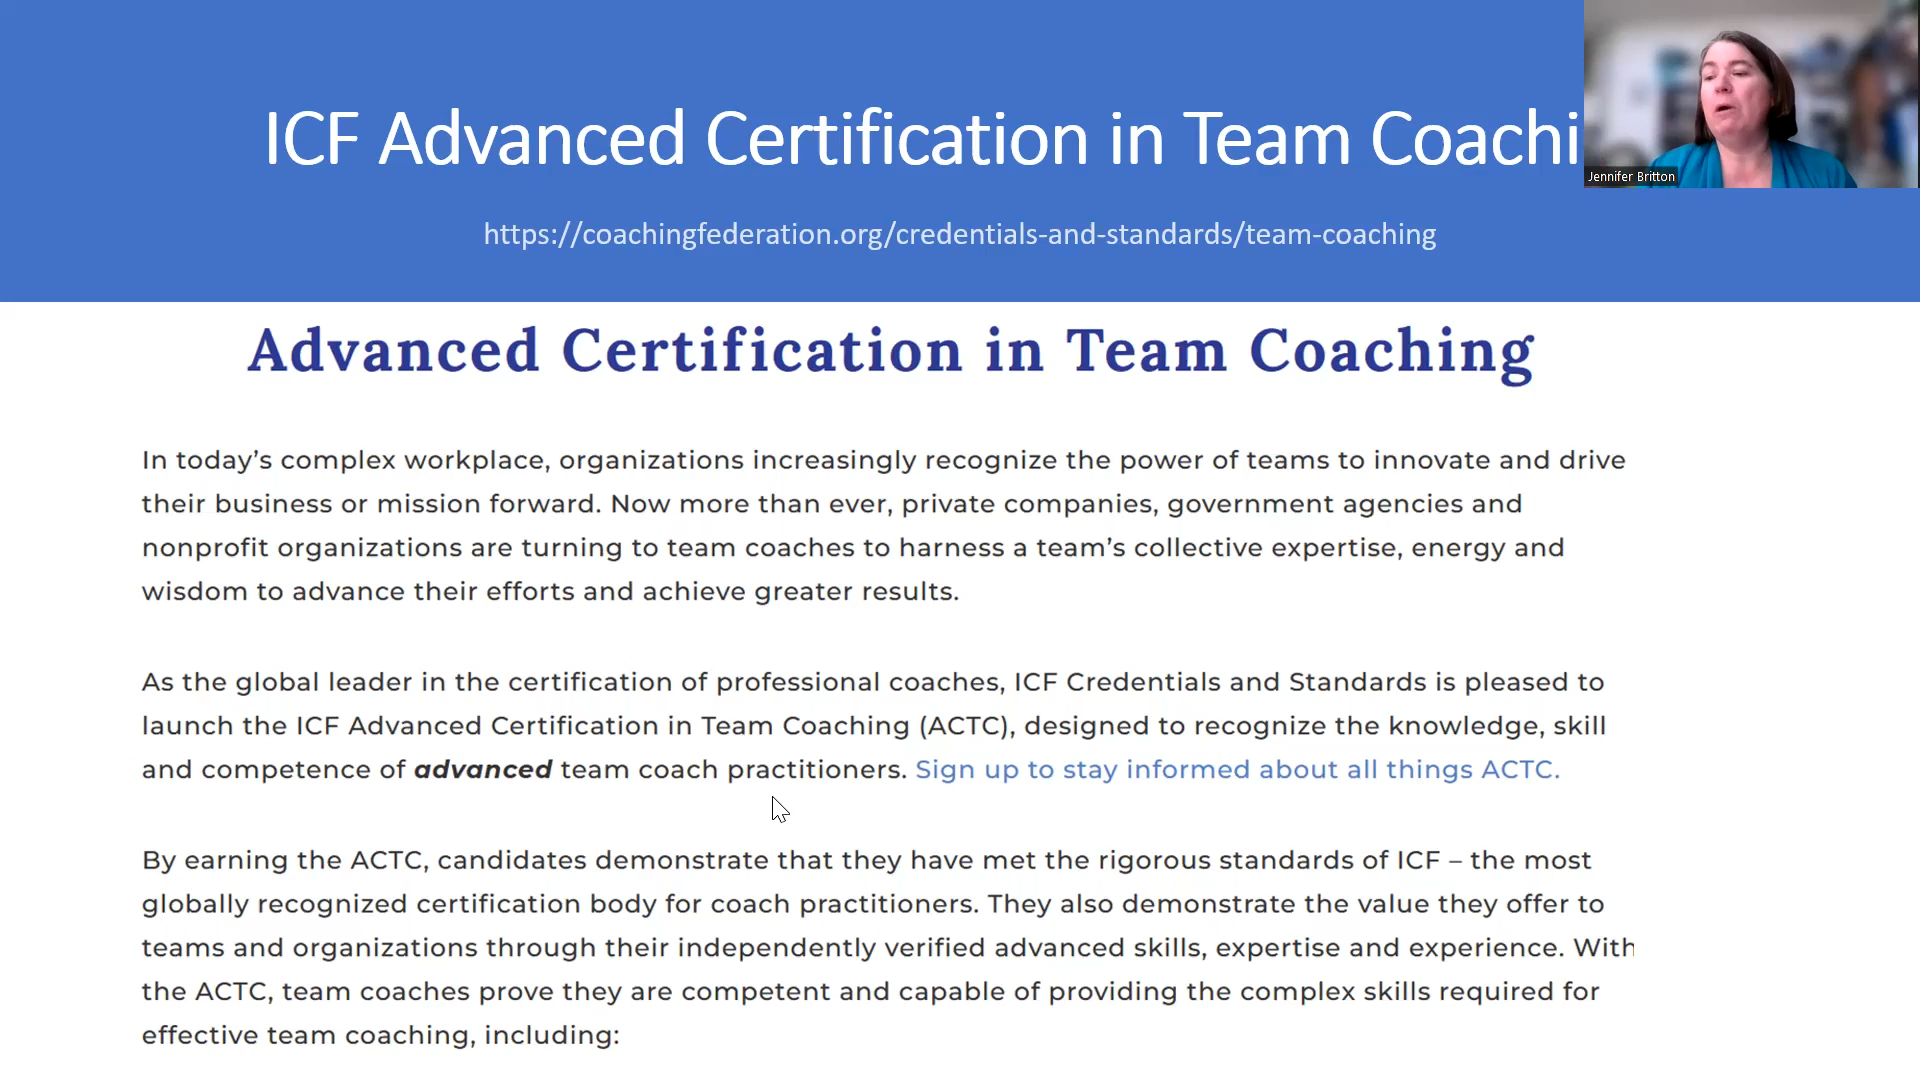 ICF Advanced Certification in Team Coachi
Jennifer Britton
https://coachingfederation.org/credentials-and-standards/team-coaching
Advanced Certification in Team Coaching
In today’s complex workplace, organizations increasingly recognize the power of teams to innovate and drive
their business or mission forward. Now more than ever, private companies, government agencies and
nonprofit organizations are turning to team coaches to harness a team’s collective expertise, energy and
wisdom to advance their efforts and achieve greater results.
As the global leader in the certification of professional coaches, ICF Credentials and Standards is pleased to
launch the ICF Advanced Certification in Team Coaching (ACTC), designed to recognize the knowledge, skill
and competence of advanced team coach practitioners. Sign up to stay informed about all things ACTC.
By earning the ACTC, candidates demonstrate that they have met the rigorous standards of ICF – the most
globally recognized certification body for coach practitioners. They also demonstrate the value they offer to
teams and organizations through their independently verified advanced skills, expertise and experience. With
the ACTC, team coaches prove they are competent and capable of providing the complex skills required for
effective team coaching, including: